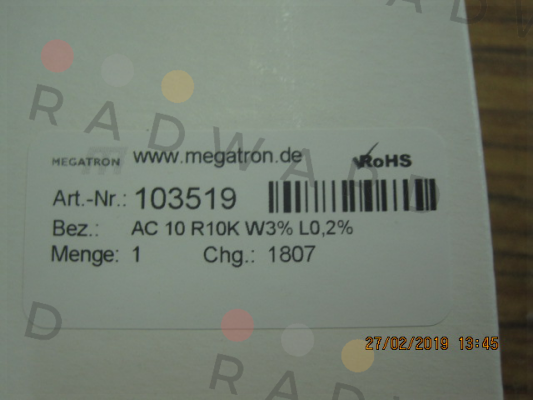 RADWAD
MEGATRON www.megatron.de RoHS
Art.-Nr.: 103519
Bez.: AC 10 R10K W3% L0,2%
Menge: 1 Chg.: 1807
D
27/02/2019 13:45
RADW